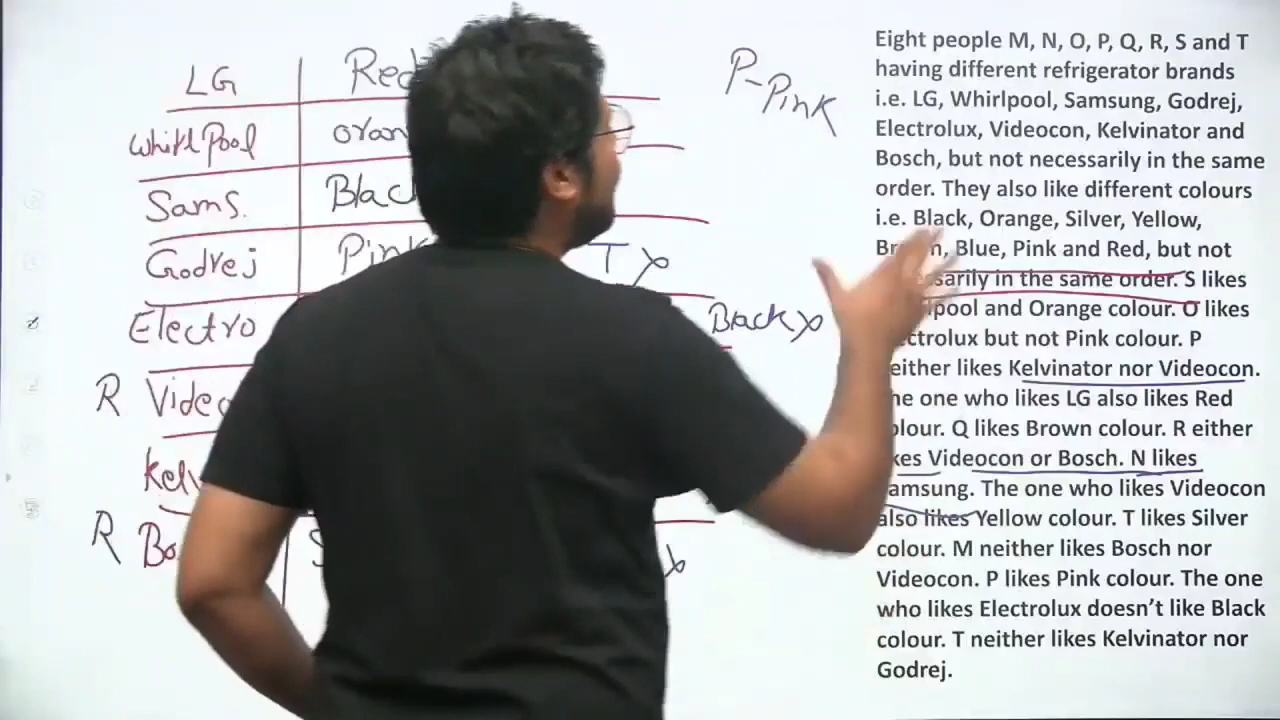 LG
Red
P-Pink
Whirlpool
oran
Sams.
Black
Godrej
Pink
T x
Electro
Black x
R Video
Kelv
R Bo
S
x
Eight people M, N, O, P, Q, R, S and T
having different refrigerator brands
i.e. LG, Whirlpool, Samsung, Godrej,
Electrolux, Videocon, Kelvinator and
Bosch, but not necessarily in the same
order. They also like different colours
i.e. Black, Orange, Silver, Yellow,
Br n, Blue, Pink and Red, but not
ssarily in the same order. S likes
lpool and Orange colour. O likes
ctrolux but not Pink colour. P
either likes Kelvinator nor Videocon.
he one who likes LG also likes Red
olour. Q likes Brown colour. R either
kes Videocon or Bosch. N likes
amsung. The one who likes Videocon
also likes Yellow colour. T likes Silver
colour. M neither likes Bosch nor
Videocon. P likes Pink colour. The one
who likes Electrolux doesn't like Black
colour. T neither likes Kelvinator nor
Godrej.